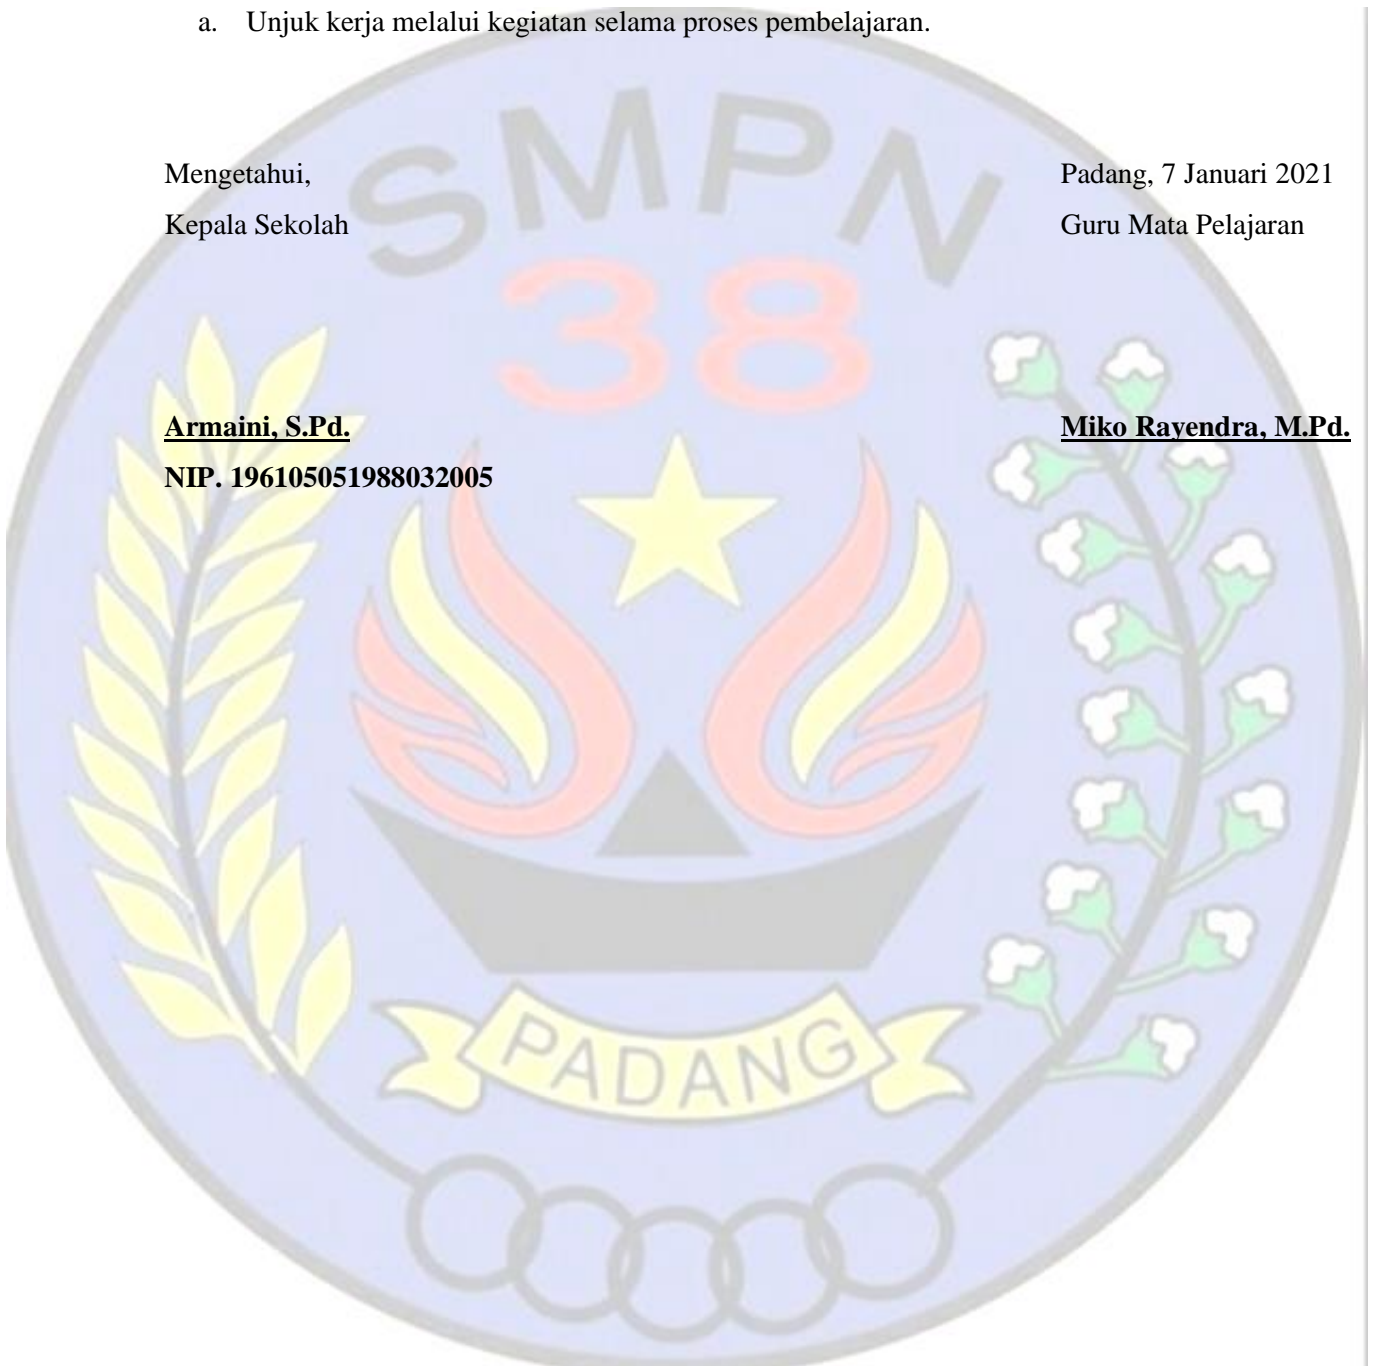 a. Unjuk kerja melalui kegiatan selama proses pembelajaran.
SMPN
38
Mengetahui,
Padang, 7 Januari 2021
Kepala Sekolah
Guru Mata Pelajaran
Armaini, S.Pd.
Miko Rayendra, M.Pd.
NIP. 196105051988032005
PADANG